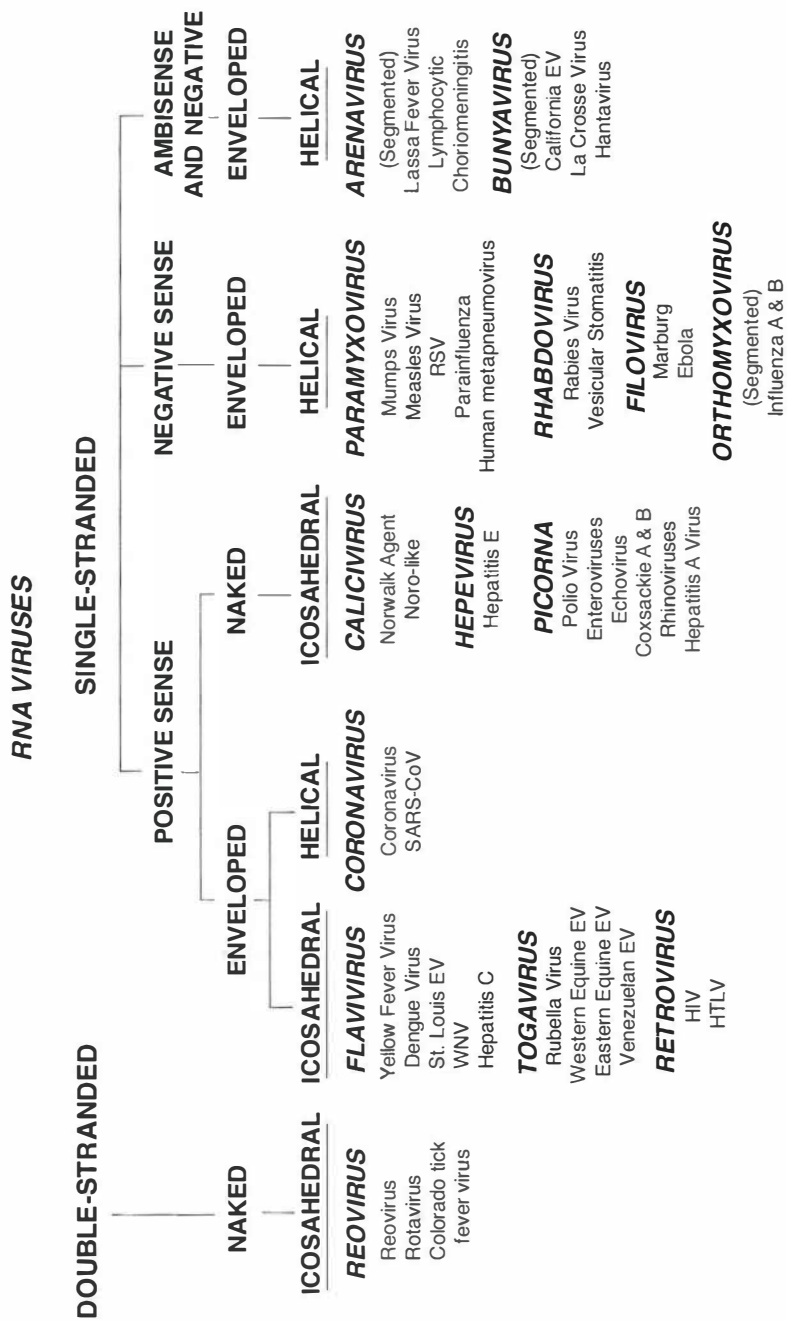 RNA VIRUSES
DOUBLE-STRANDED
NAKED
ICOSAHEDRAL
REOVIRUS
Reovirus
Rotavirus
Colorado tick
fever virus
SINGLE-STRANDED
POSITIVE SENSE
ENVELOPED
ICOSAHEDRAL
FLAVIVIRUS
Yellow Fever Virus
Dengue Virus
St. Louis EV
WNV
Hepatitis C
TOGAVIRUS
Rubella Virus
Western Equine EV
Eastern Equine EV
Venezuelan EV
RETROVIRUS
HIV
HTLV
HELICAL
CORONAVIRUS
Coronavirus
SARS-CoV
NAKED
ICOSAHEDRAL
CALICIVIRUS
Norwalk Agent
Noro-like
HEPEVIRUS
Hepatitis E
PICORNA
Polio Virus
Enteroviruses
Echovirus
Coxsackie A & B
Rhinoviruses
Hepatitis A Virus
NEGATIVE SENSE
ENVELOPED
HELICAL
PARAMYXOVIRUS
Mumps Virus
Measles Virus
RSV
Parainfluenza
Human metapneumovirus
RHABDOVIRUS
Rabies Virus
Vesicular Stomatitis
FILOVIRUS
Marburg
Ebola
ORTHOMYXOVIRUS
(Segmented)
Influenza A & B
AMBISENSE
AND NEGATIVE
ENVELOPED
HELICAL
ARENAVIRUS
(Segmented)
Lassa Fever Virus
Lymphocytic
Choriomeningitis
BUNYAVIRUS
(Segmented)
California EV
La Crosse Virus
Hantavirus